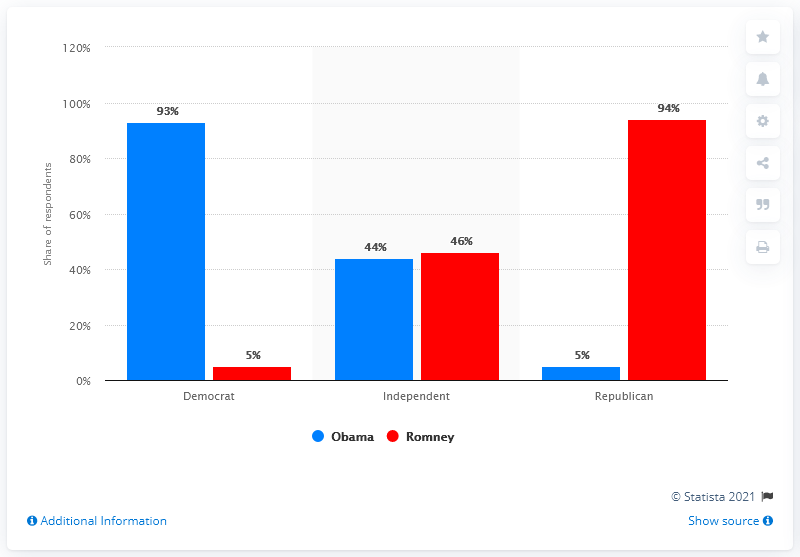 120%
100%
80%
60%
40%
20%
0%
Share of respondents
93%
5%
44%
46%
5%
94%
Democrat
Independent
Republican
Obama
Romney
© Statista 2021
Additional Information
Show source